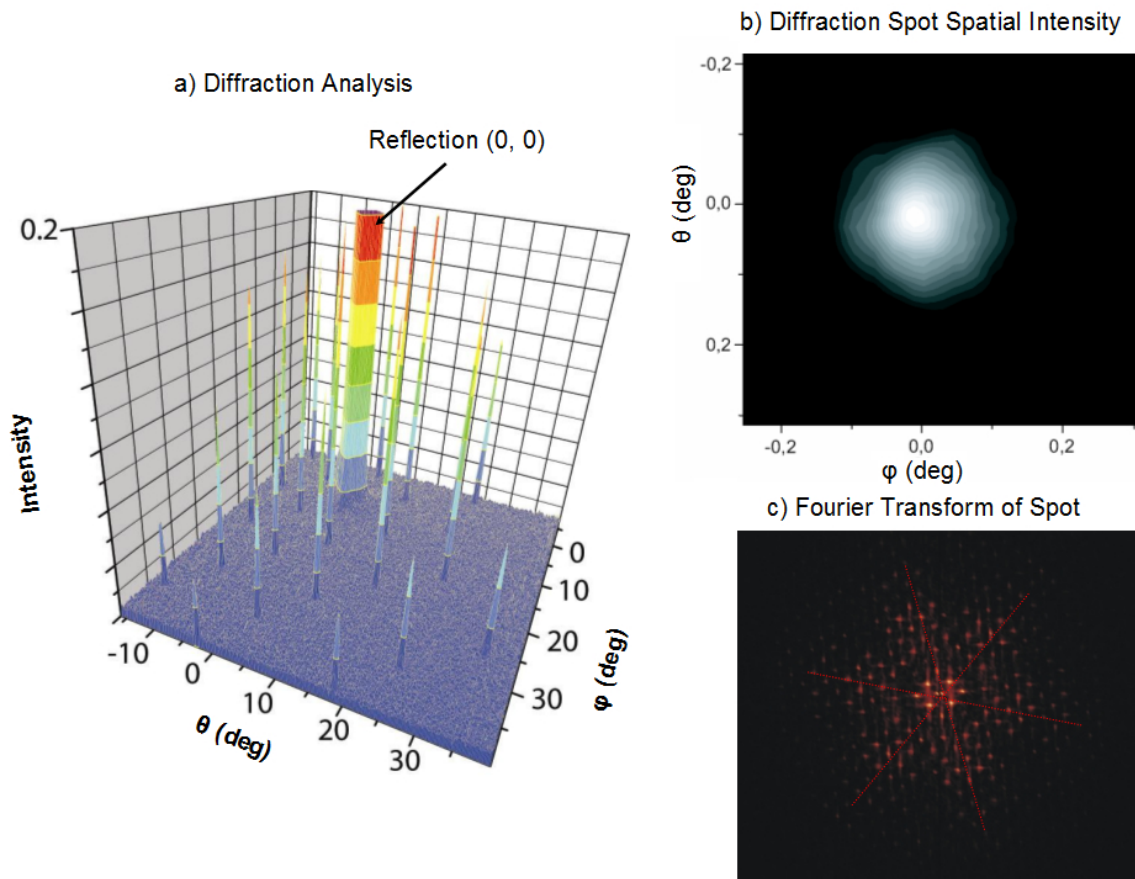 a) Diffraction Analysis
Reflection (0, 0)
0.2
Intensity
-10
0
10
20
30
θ (deg)
0
10
20
30
φ (deg)
b) Diffraction Spot Spatial Intensity
-0,2
0,0
0,2
θ (deg)
-0,2
0,0
0,2
φ (deg)
c) Fourier Transform of Spot